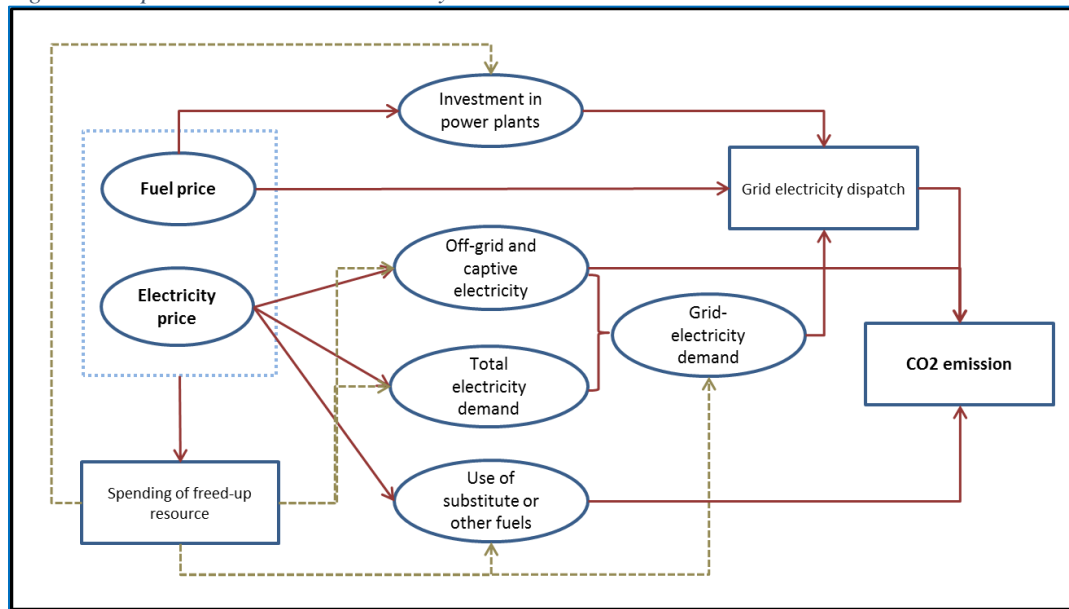 Investment in
power plants
Fuel price
Grid electricity dispatch
Off-grid and
captive
electricity
Electricity
price
Grid-
electricity
demand
Total
electricity
demand
CO2 emission
Spending of freed-up
resource
Use of
substitute or
other fuels